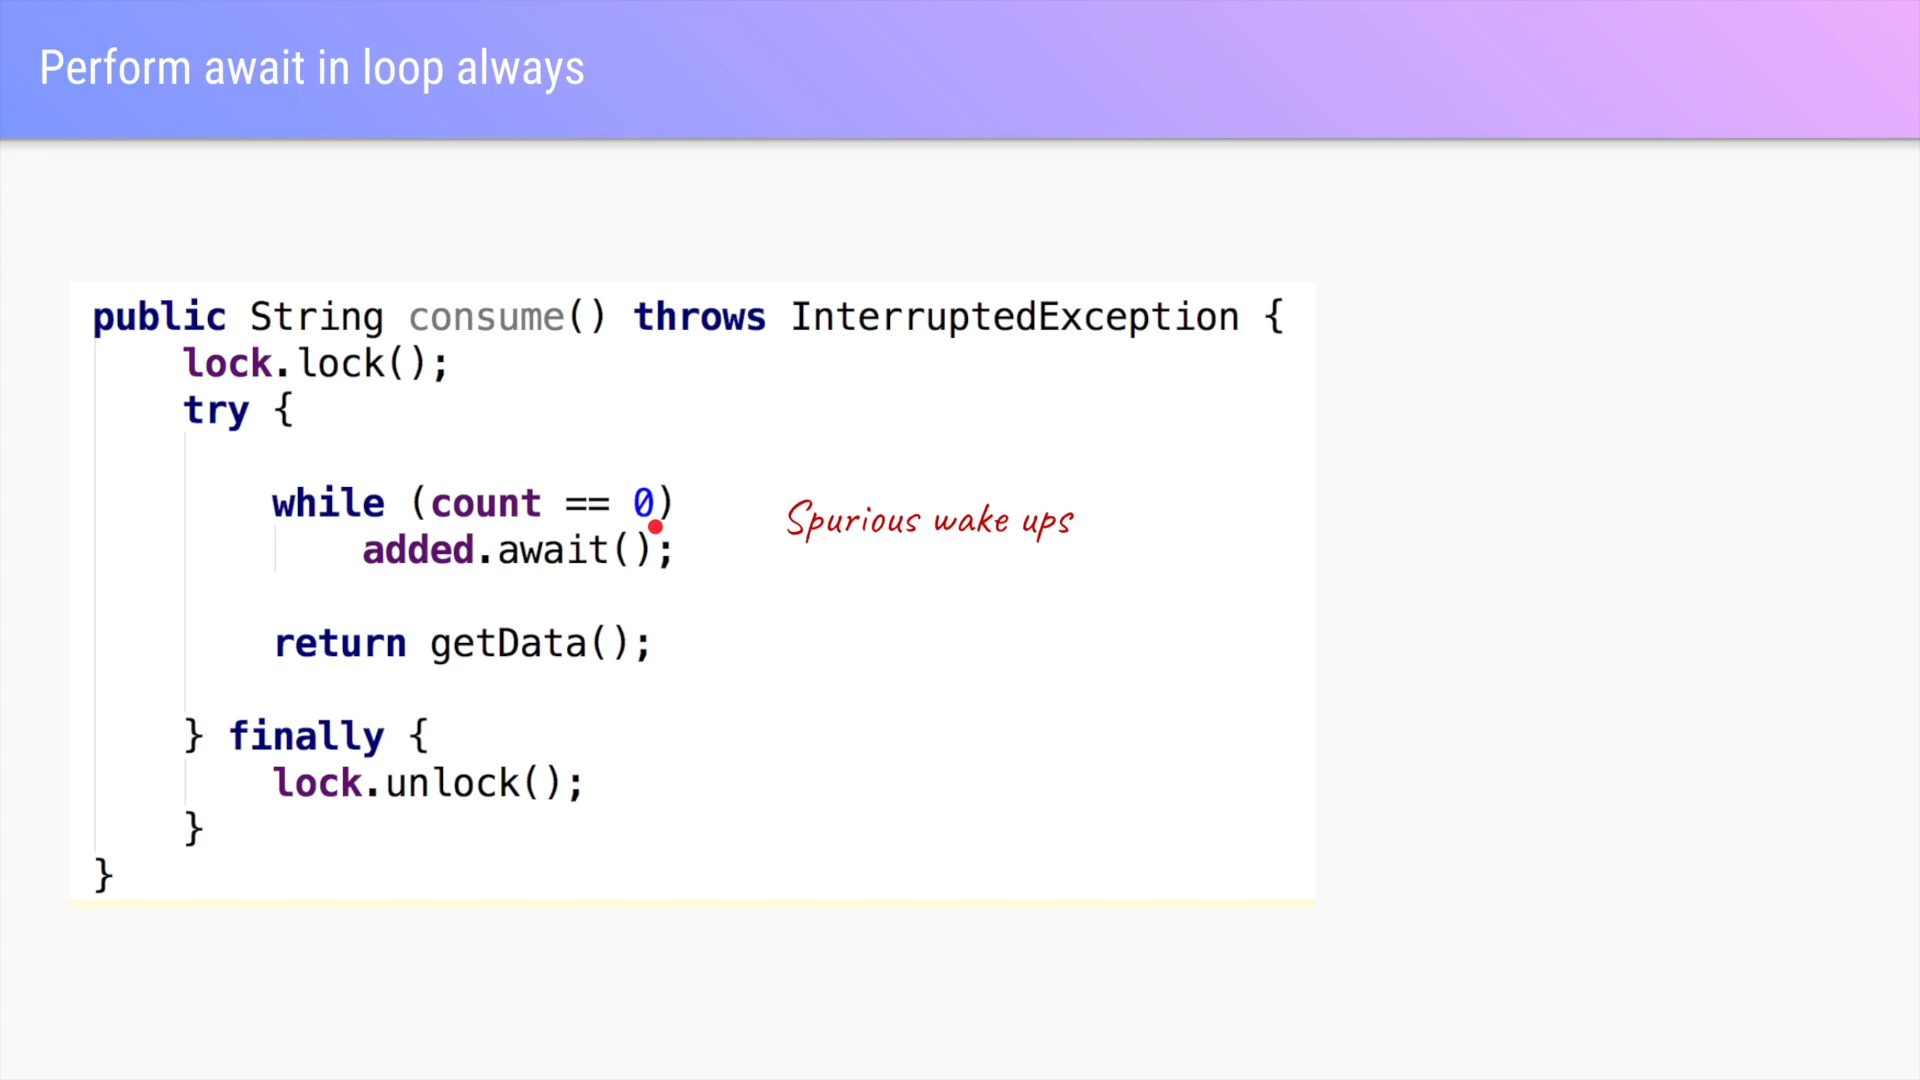 Perform await in loop always
public String consume() throws InterruptedException {
lock.lock();
try {
while (count == 0)
Spurious wake ups
added.await();
return getData();
} finally {
lock.unlock();
}
}